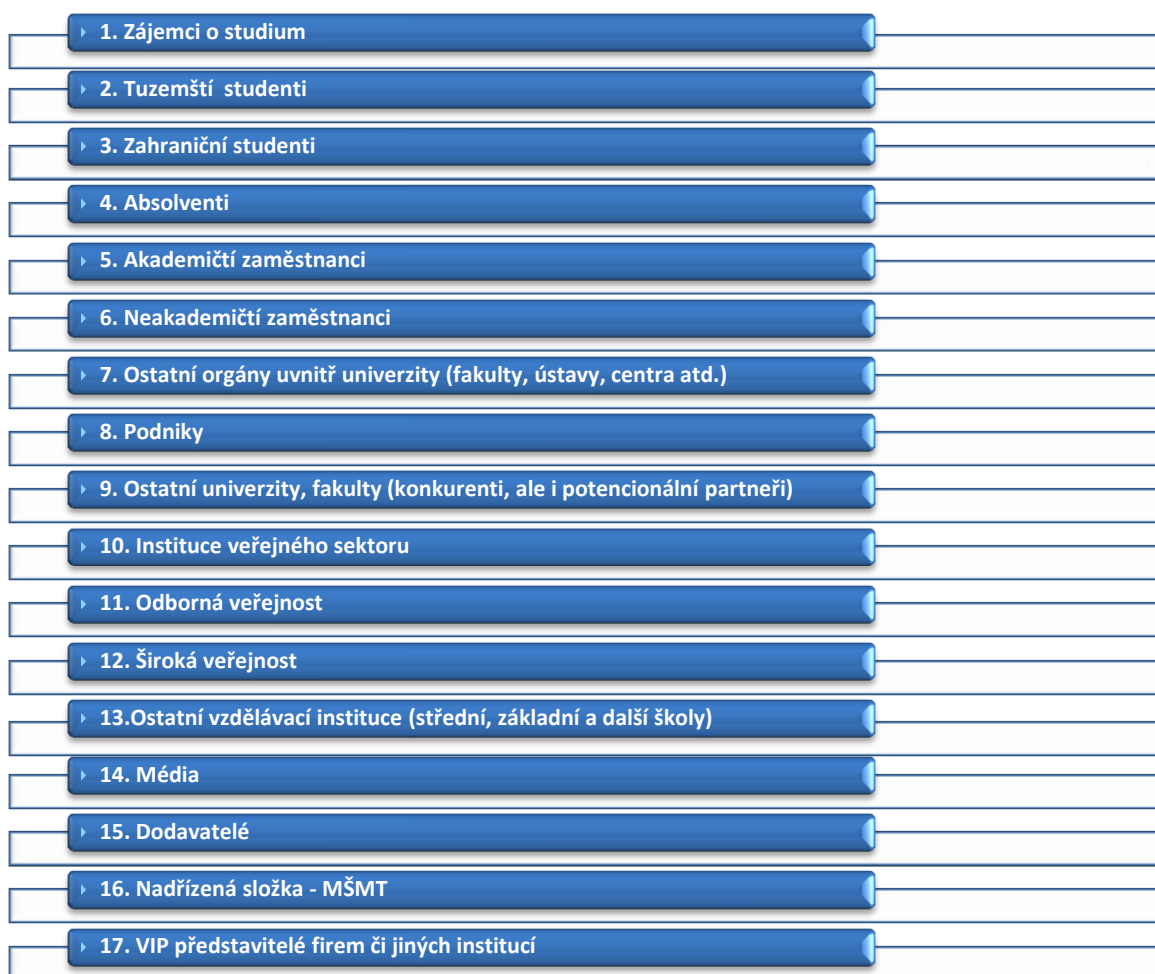 1. Zájemci o studium
2. Tuzemští studenti
3. Zahraniční studenti
4. Absolventi
5. Akademičtí zaměstnanci
6. Neakademičtí zaměstnanci
7. Ostatní orgány uvnitř univerzity (fakulty, ústavy, centra atd.)
8. Podniky
9. Ostatní univerzity, fakulty (konkurenti, ale i potencionální partneři)
10. Instituce veřejného sektoru
11. Odborná veřejnost
12. Široká veřejnost
13.Ostatní vzdělávací instituce (střední, základní a další školy)
14. Média
15. Dodavatelé
16. Nadřízená složka - MŠMT
17. VIP představitelé firem či jiných institucí